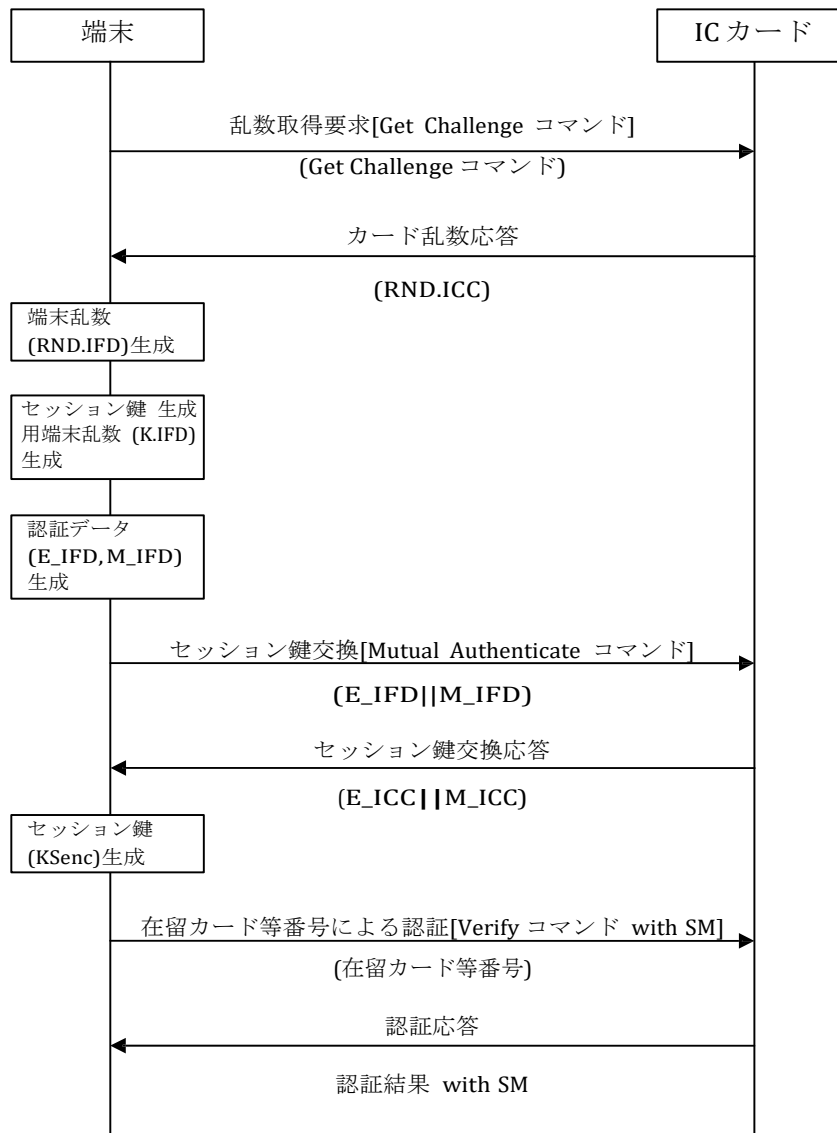 端末
IC カード
乱数取得要求[Get Challenge コマンド]
(Get Challenge コマンド)
カード乱数応答
(RND.ICC)
端末乱数
(RND.IFD)生成
セッション鍵 生成
用端末乱数 (K.IFD)
生成
認証データ
(E_IFD, M_IFD)
生成
セッション鍵交換[Mutual Authenticate コマンド]
(E_IFD||M_IFD)
セッション鍵交換応答
(E_ICC||M_ICC)
セッション鍵
(KSenc)生成
在留カード等番号による認証[Verify コマンド with SM]
(在留カード等番号)
認証応答
認証結果 with SM